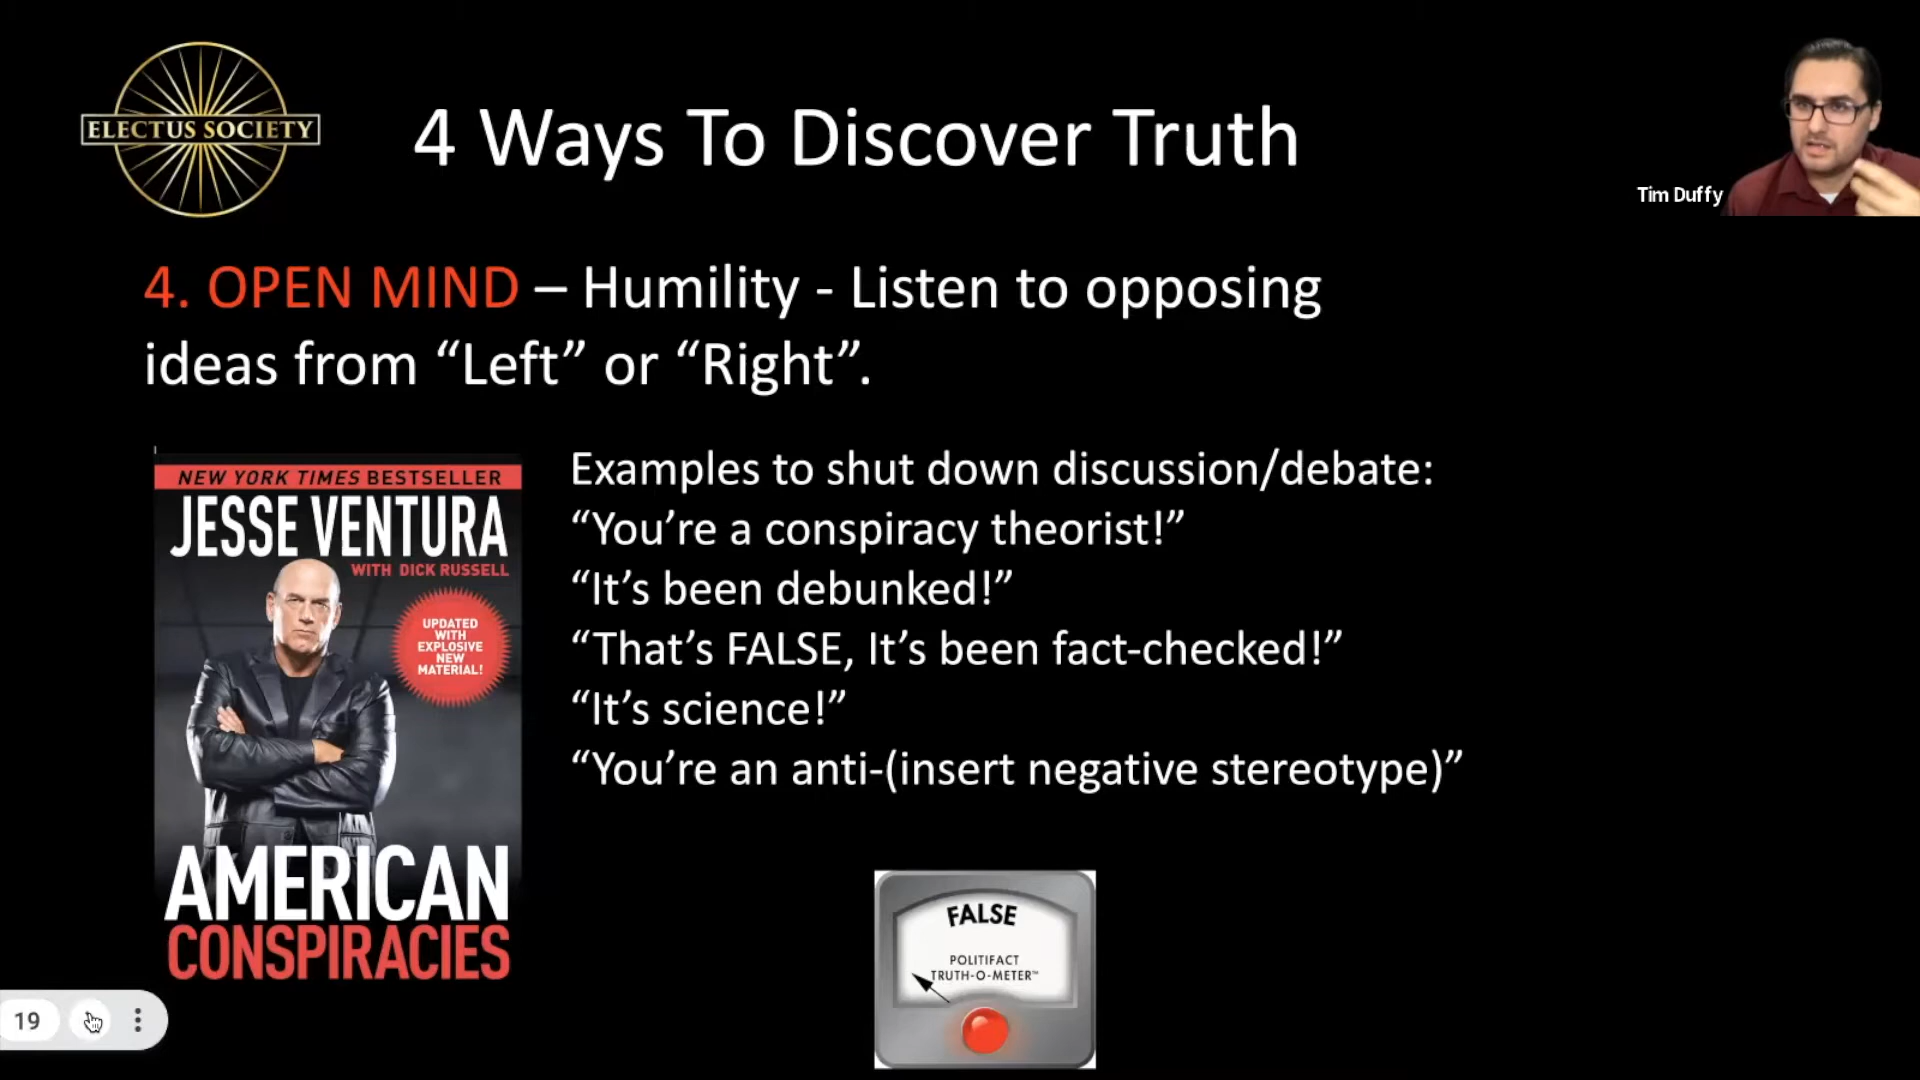 ELECTUS SOCIETY
4 Ways To Discover Truth
Tim Duffy
4. OPEN MIND – Humility - Listen to opposing
ideas from “Left” or “Right”.
NEW YORK TIMES BESTSELLER
JESSE VENTURA
WITH DICK RUSSELL
UPDATED
WITH
EXPLOSIVE
NEW
MATERIAL!
AMERICAN
CONSPIRACIES
Examples to shut down discussion/debate:
“You’re a conspiracy theorist!”
“It’s been debunked!”
“That’s FALSE, It’s been fact-checked!”
“It’s science!”
“You’re an anti-(insert negative stereotype)”
FALSE
POLITIFACT
TRUTH-O-METER™
19